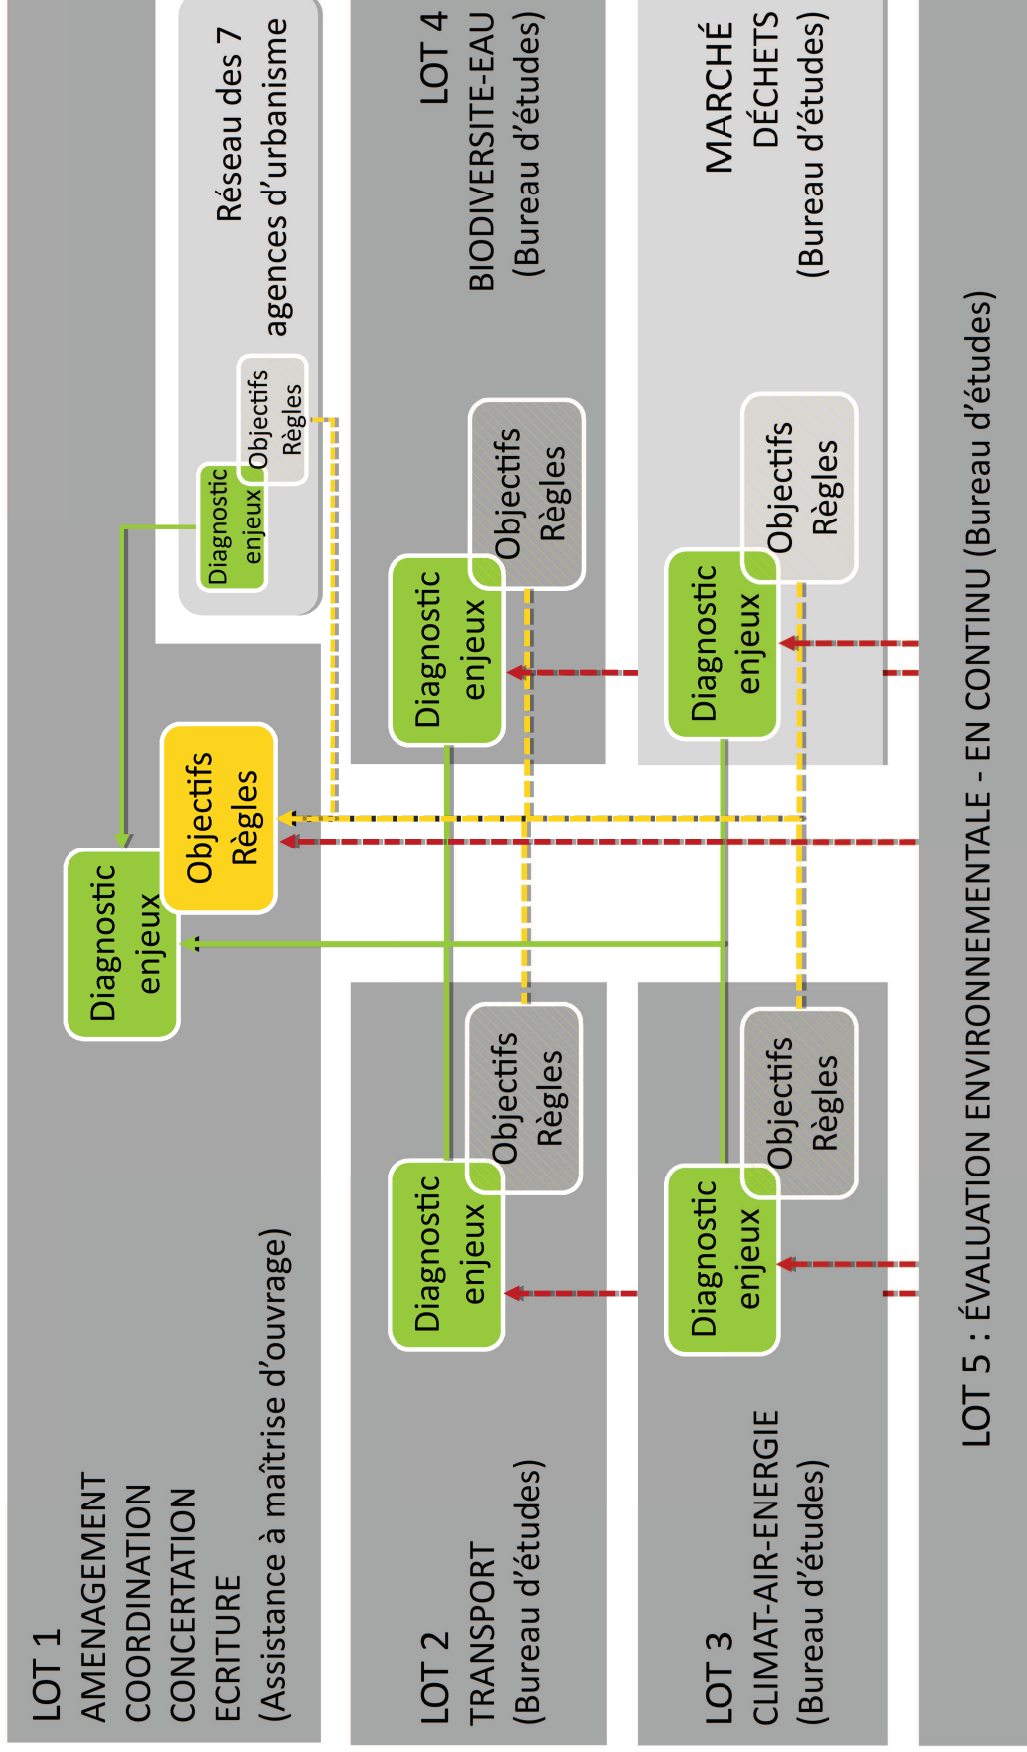 LOT 1
AMENAGEMENT
COORDINATION
CONCERTATION
ECRITURE
(Assistance à maîtrise d'ouvrage)
Diagnostic
enjeux
Objectifs
Règles
Réseau des 7
agences d'urbanisme
Diagnostic
enjeux
Objectifs
Règles
LOT 2
TRANSPORT
(Bureau d'études)
Diagnostic
enjeux
Objectifs
Règles
LOT 4
BIODIVERSITE-EAU
(Bureau d'études)
Diagnostic
enjeux
Objectifs
Règles
LOT 3
CLIMAT-AIR-ENERGIE
(Bureau d'études)
Diagnostic
enjeux
Objectifs
Règles
MARCHÉ
DÉCHETS
(Bureau d'études)
Diagnostic
enjeux
Objectifs
Règles
LOT 5 : ÉVALUATION ENVIRONNEMENTALE - EN CONTINU (Bureau d'études)